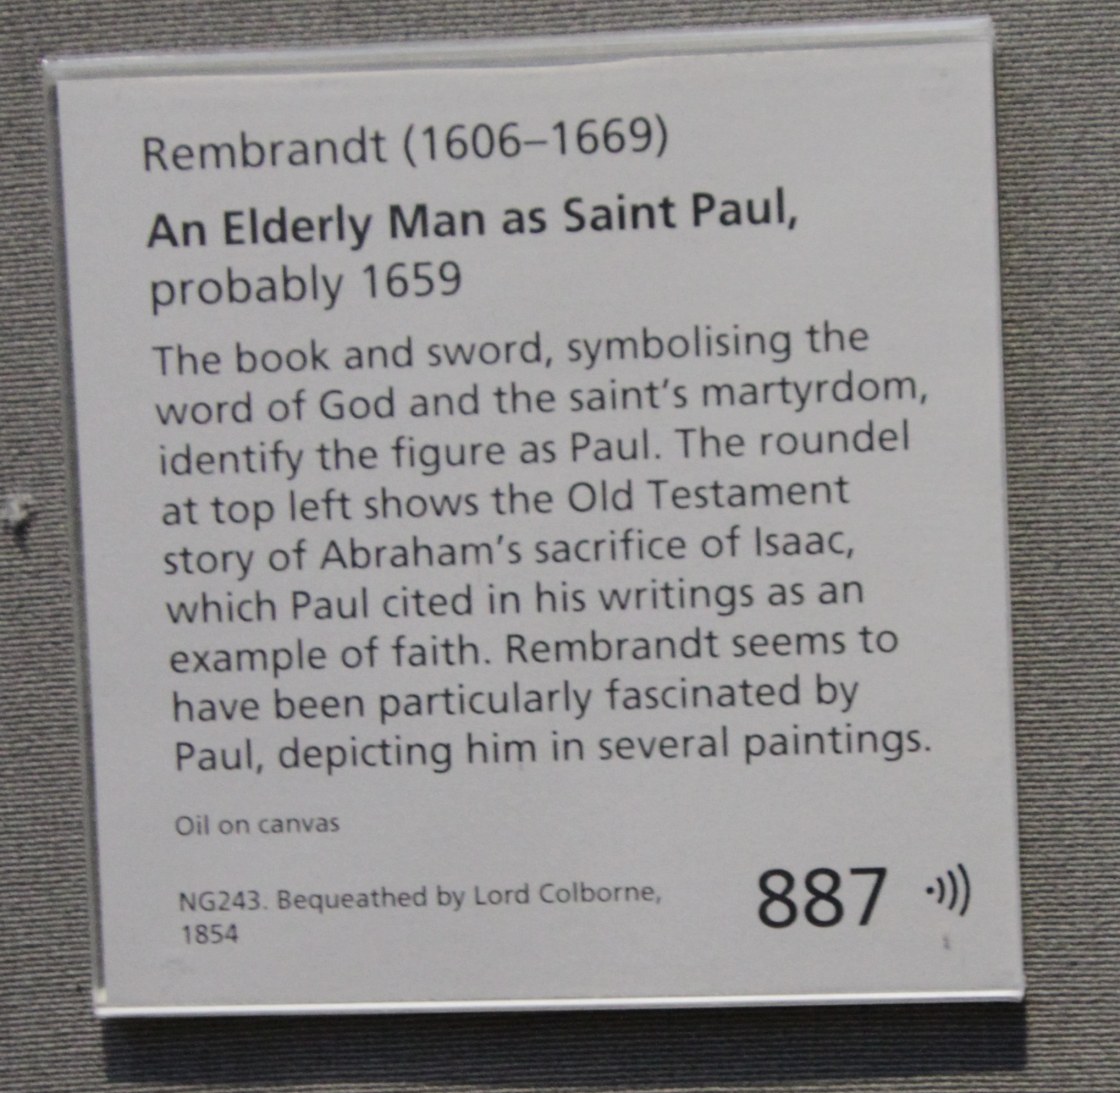 Rembrandt (1606–1669)
An Elderly Man as Saint Paul,
probably 1659
The book and sword, symbolising the
word of God and the saint's martyrdom,
identify the figure as Paul. The roundel
at top left shows the Old Testament
story of Abraham's sacrifice of Isaac,
which Paul cited in his writings as an
example of faith. Rembrandt seems to
have been particularly fascinated by
Paul, depicting him in several paintings.
Oil on canvas
NG243. Bequeathed by Lord Colborne,
1854
887